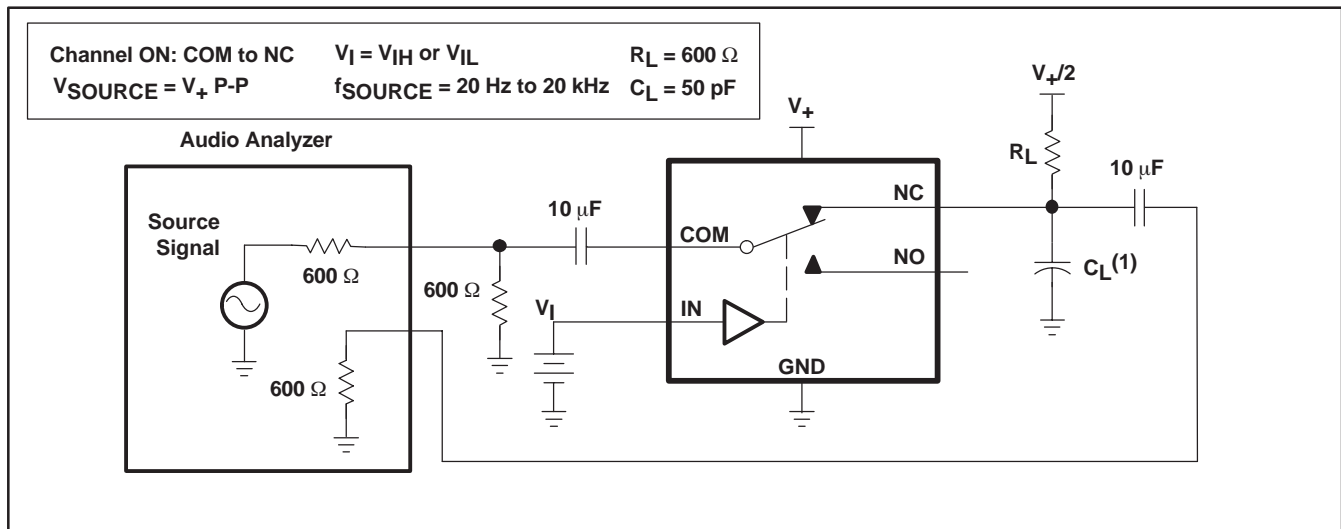 Channel ON: COM to NC V_I = V_IH or V_IL R_L = 600 Ω
V_SOURCE = V_+ P-P f_SOURCE = 20 Hz to 20 kHz C_L = 50 pF
V_+/2
V_+
Audio Analyzer
R_L
10 μF
NC
Source
Signal
10 μF
COM
NO
C_L(1)
600 Ω
600 Ω
V_I
IN
GND
600 Ω